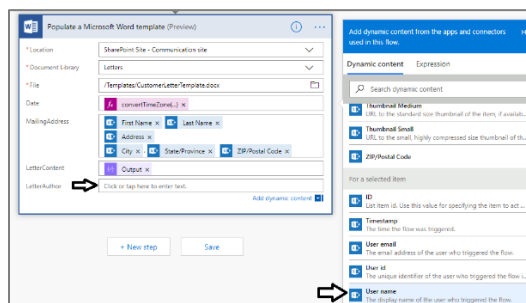 Populate a Microsoft Word template (Preview)
* Location
SharePoint Site - Communication site
* Document Library
Letters
* File
/Templates/CustomerLetterTemplate.docx
Date
fx convertTimeZone(...) ×
MailingAddress
First Name × Last Name ×
Address ×
City × , State/Province × ZIP/Postal Code ×
LetterContent
Output ×
LetterAuthor
Click or tap here to enter text.
Add dynamic content
+ New step
Save
Add dynamic content from the apps and connectors
used in this flow.
Dynamic content
Expression
Search dynamic content
Thumbnail Medium
URL to the standard size thumbnail of the item, if availab...
Thumbnail Small
URL to the small, highly compressed size thumbnail of th...
ZIP/Postal Code
For a selected item
ID
List item id. Use this value for specifying the item to act ...
Timestamp
The time the flow was triggered.
User email
The email address of the user who triggered the flow.
User id
The unique identifier of the user who triggered the flow i...
User name
The display name of the user who triggered the flow.